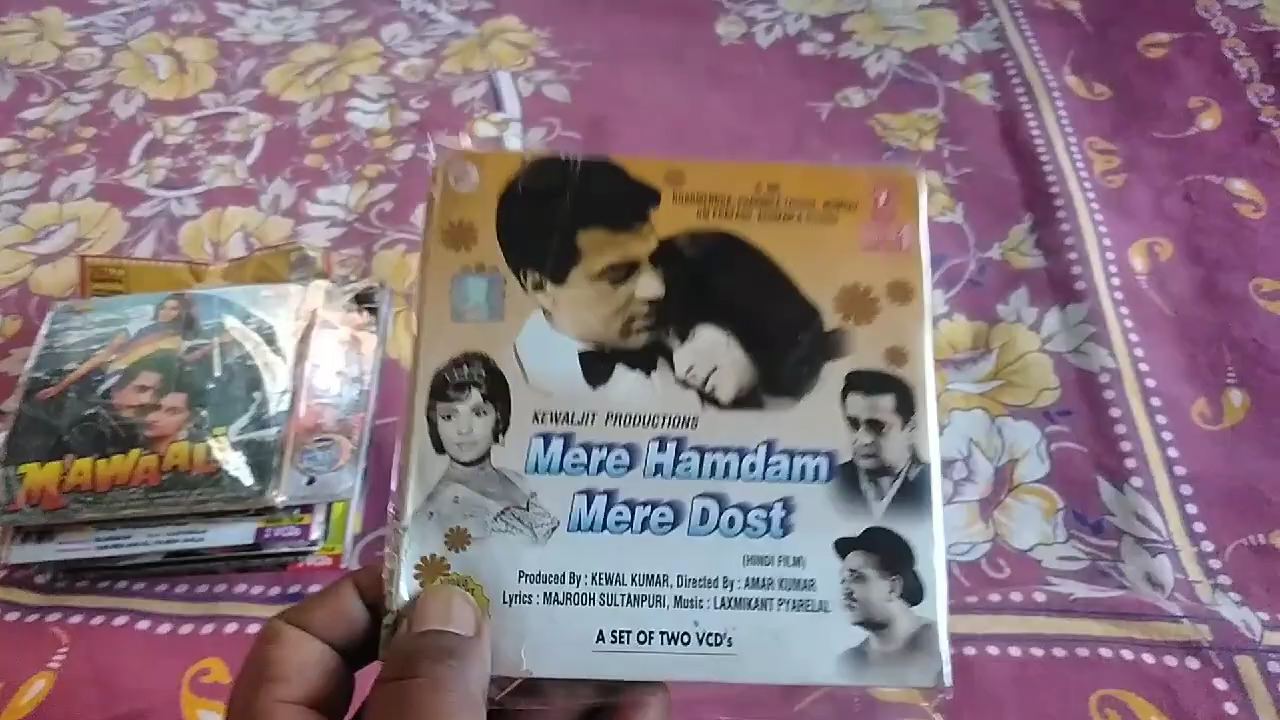 KEWALJIT PRODUCTIONS
Mere Hamdam
Mere Dost
(HINDI FILM)
Produced By : KEWAL KUMAR, Directed By : AMAR KUMAR
Lyrics : MAJROOH SULTANPURI, Music : LAXMIKANT PYARELAL
A SET OF TWO VCD's
MAWAALI